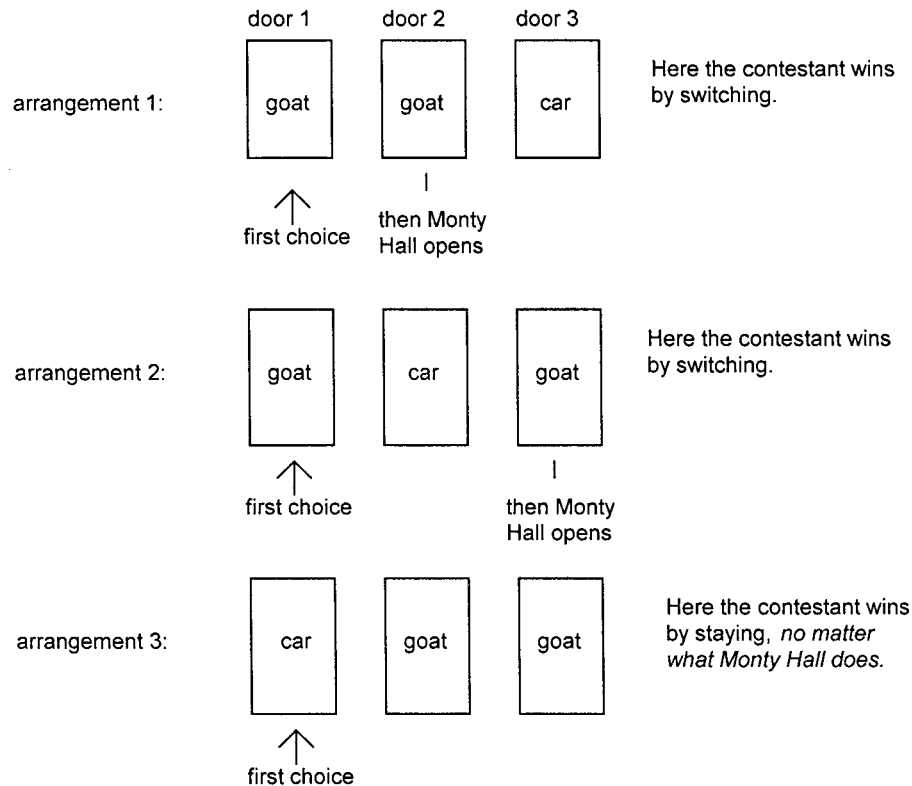 door 1 door 2 door 3
arrangement 1:
goat goat car
Here the contestant wins
by switching.
first choice
then Monty
Hall opens
arrangement 2:
goat car goat
Here the contestant wins
by switching.
first choice
then Monty
Hall opens
arrangement 3:
car goat goat
Here the contestant wins
by staying, no matter
what Monty Hall does.
first choice